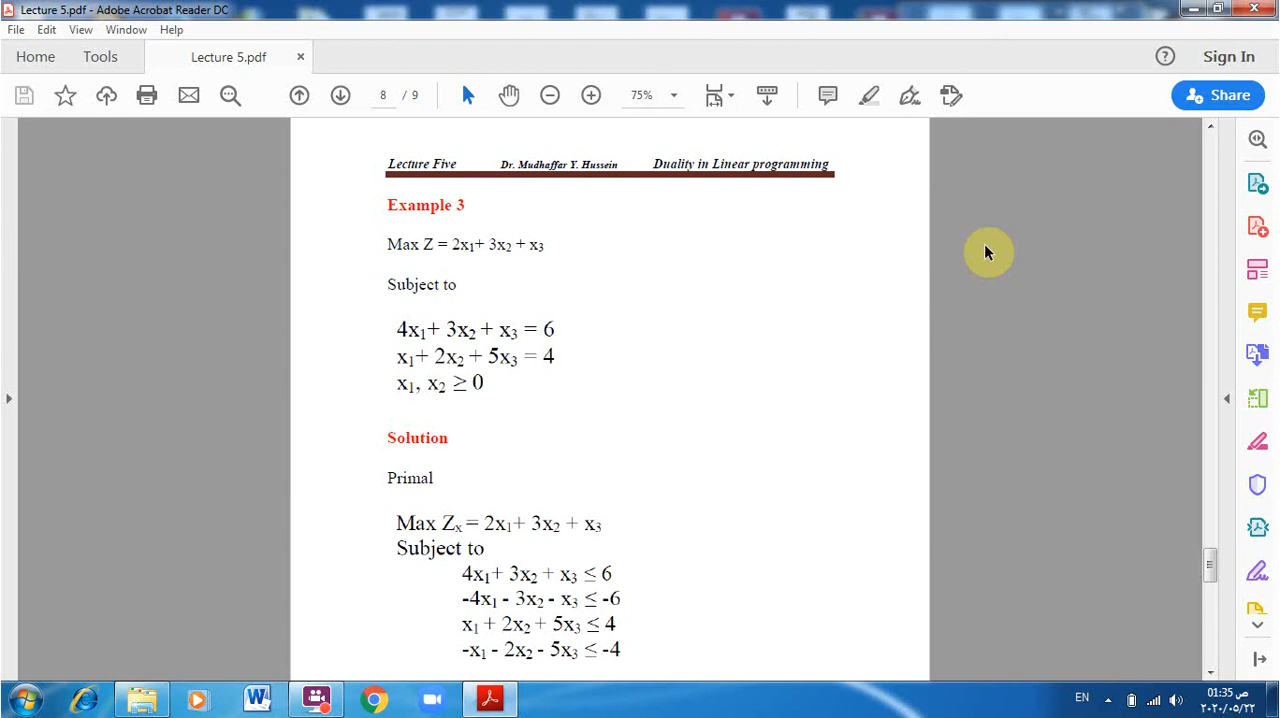 Lecture 5.pdf - Adobe Acrobat Reader DC
File Edit View Window Help
Home Tools Lecture 5.pdf × Sign In
8 / 9 75% Share
Lecture Five Dr. Mudhaffar Y. Hussein Duality in Linear programming
Example 3
Max Z = 2x₁+ 3x₂ + x₃
Subject to
4x₁+ 3x₂ + x₃ = 6
x₁+ 2x₂ + 5x₃ = 4
x₁, x₂ ≥ 0
Solution
Primal
Max Zₓ = 2x₁+ 3x₂ + x₃
Subject to
4x₁+ 3x₂ + x₃ ≤ 6
-4x₁ - 3x₂ - x₃ ≤ -6
x₁ + 2x₂ + 5x₃ ≤ 4
-x₁ - 2x₂ - 5x₃ ≤ -4
EN 01:35 ص
٢٠٢٠/٠٥/٢٢